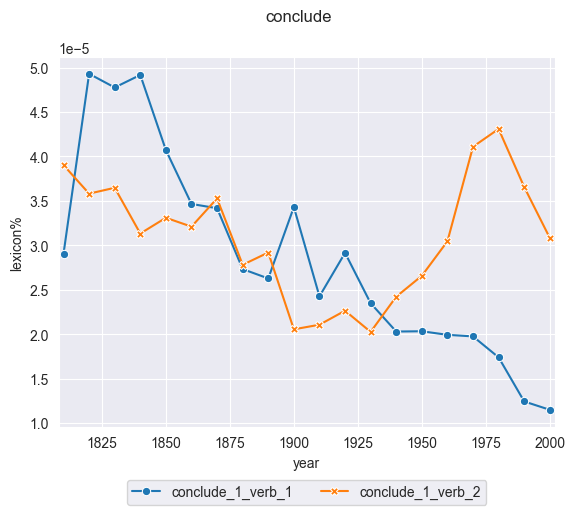 conclude
1e−5
5.0
4.5
4.0
3.5
3.0
2.5
2.0
1.5
1.0
lexicon%
1825 1850 1875 1900 1925 1950 1975 2000
year
conclude_1_verb_1 conclude_1_verb_2